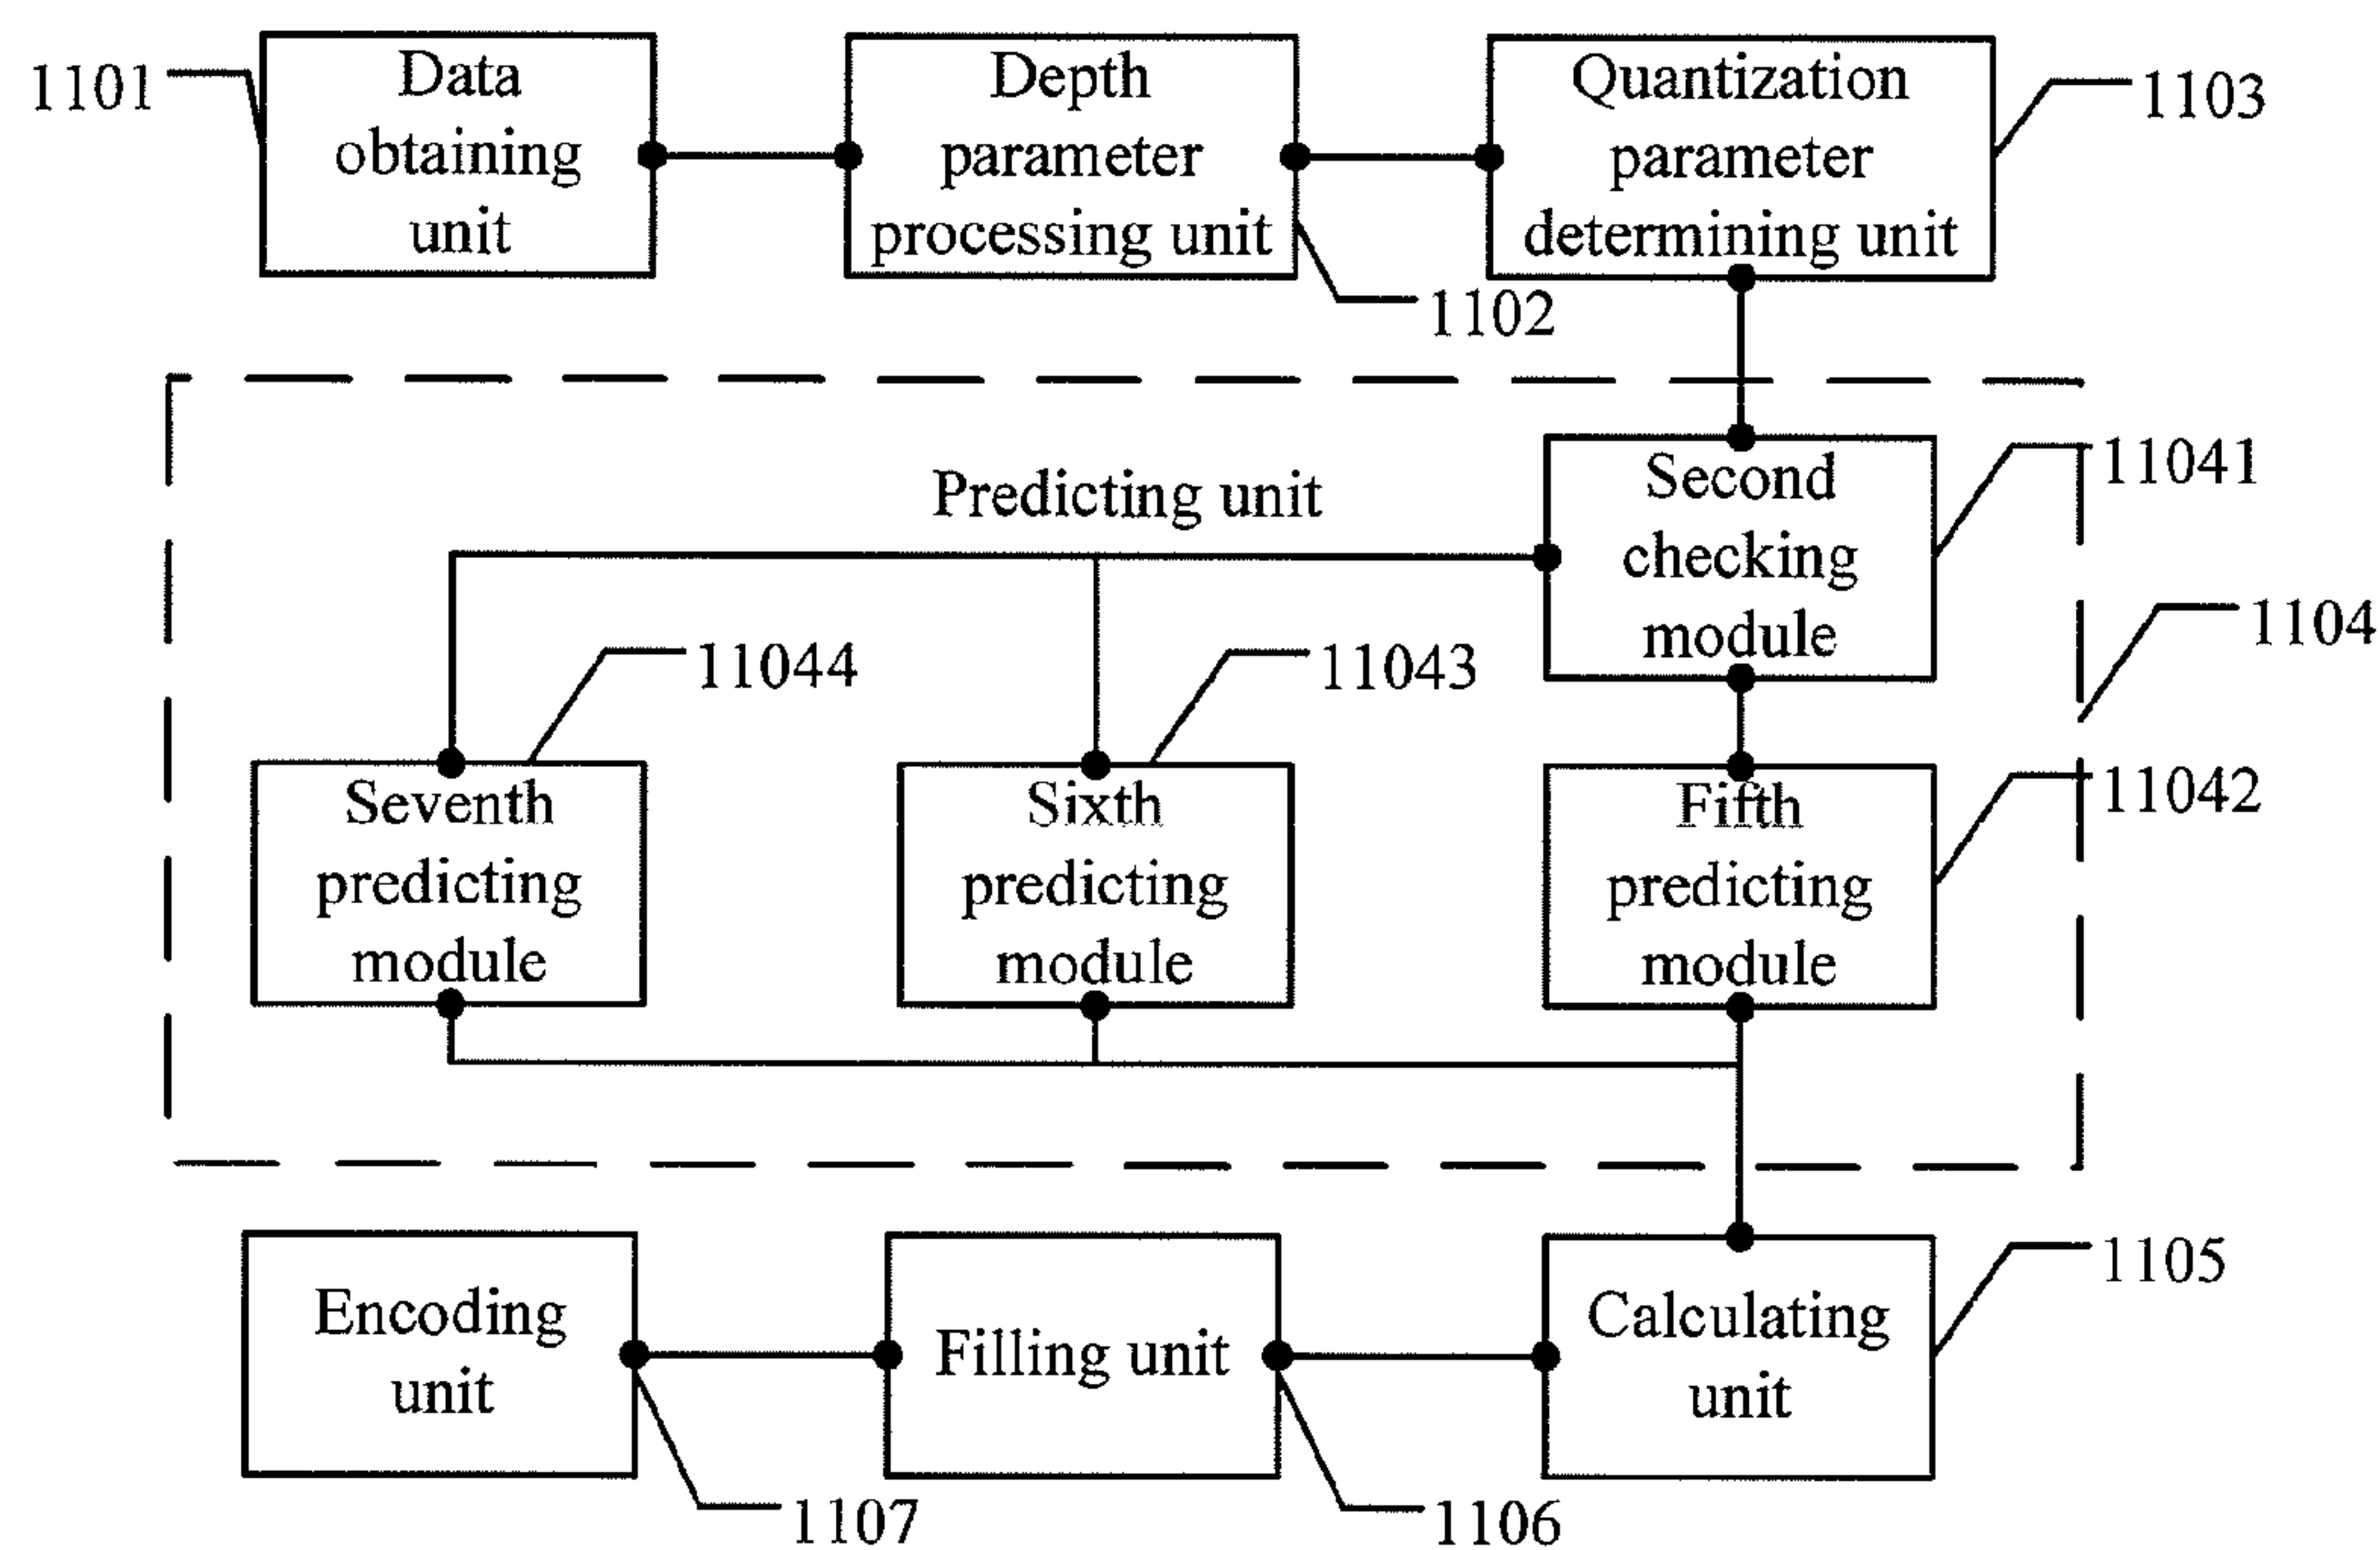 1101
Data
obtaining
unit
Depth
parameter
processing unit
1102
Quantization
parameter
determining unit
1103
Predicting unit
Second
checking
module
11041
1104
11044
11043
Seventh
predicting
module
Sixth
predicting
module
Fifth
predicting
module
11042
Encoding
unit
1107
Filling unit
1106
Calculating
unit
1105